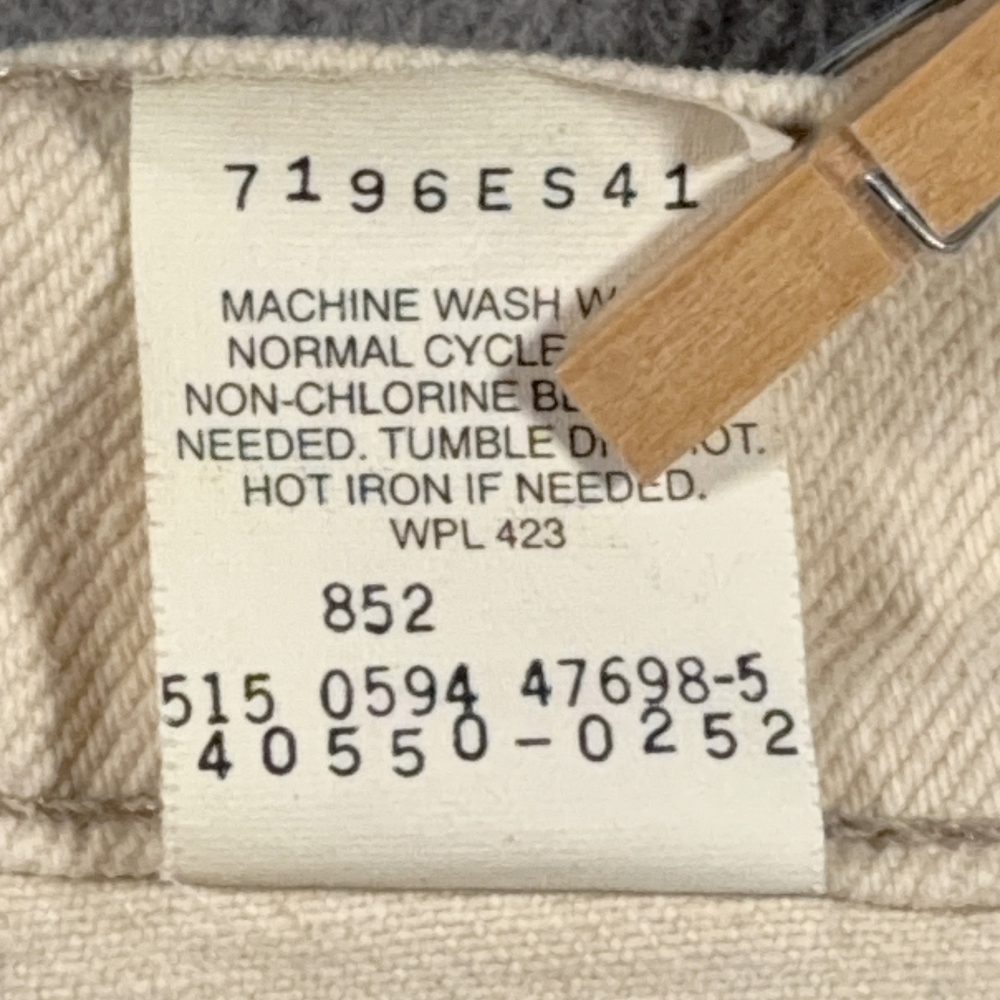 7196ES41
MACHINE WASH
NORMAL CYCLE
NON-CHLORINE
NEEDED. TUMBLE
HOT IRON IF NEEDED.
WPL 423
852
515 0594 47698-5
40550-0252